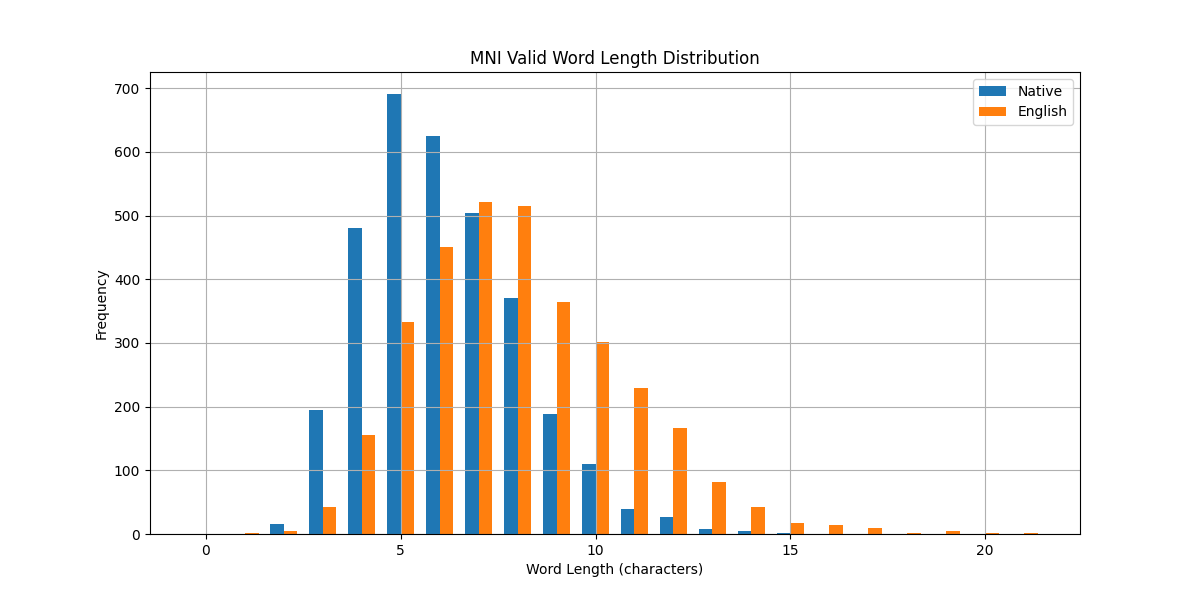 MNI Valid Word Length Distribution
Native
English
Frequency
700
600
500
400
300
200
100
0
0 5 10 15 20
Word Length (characters)